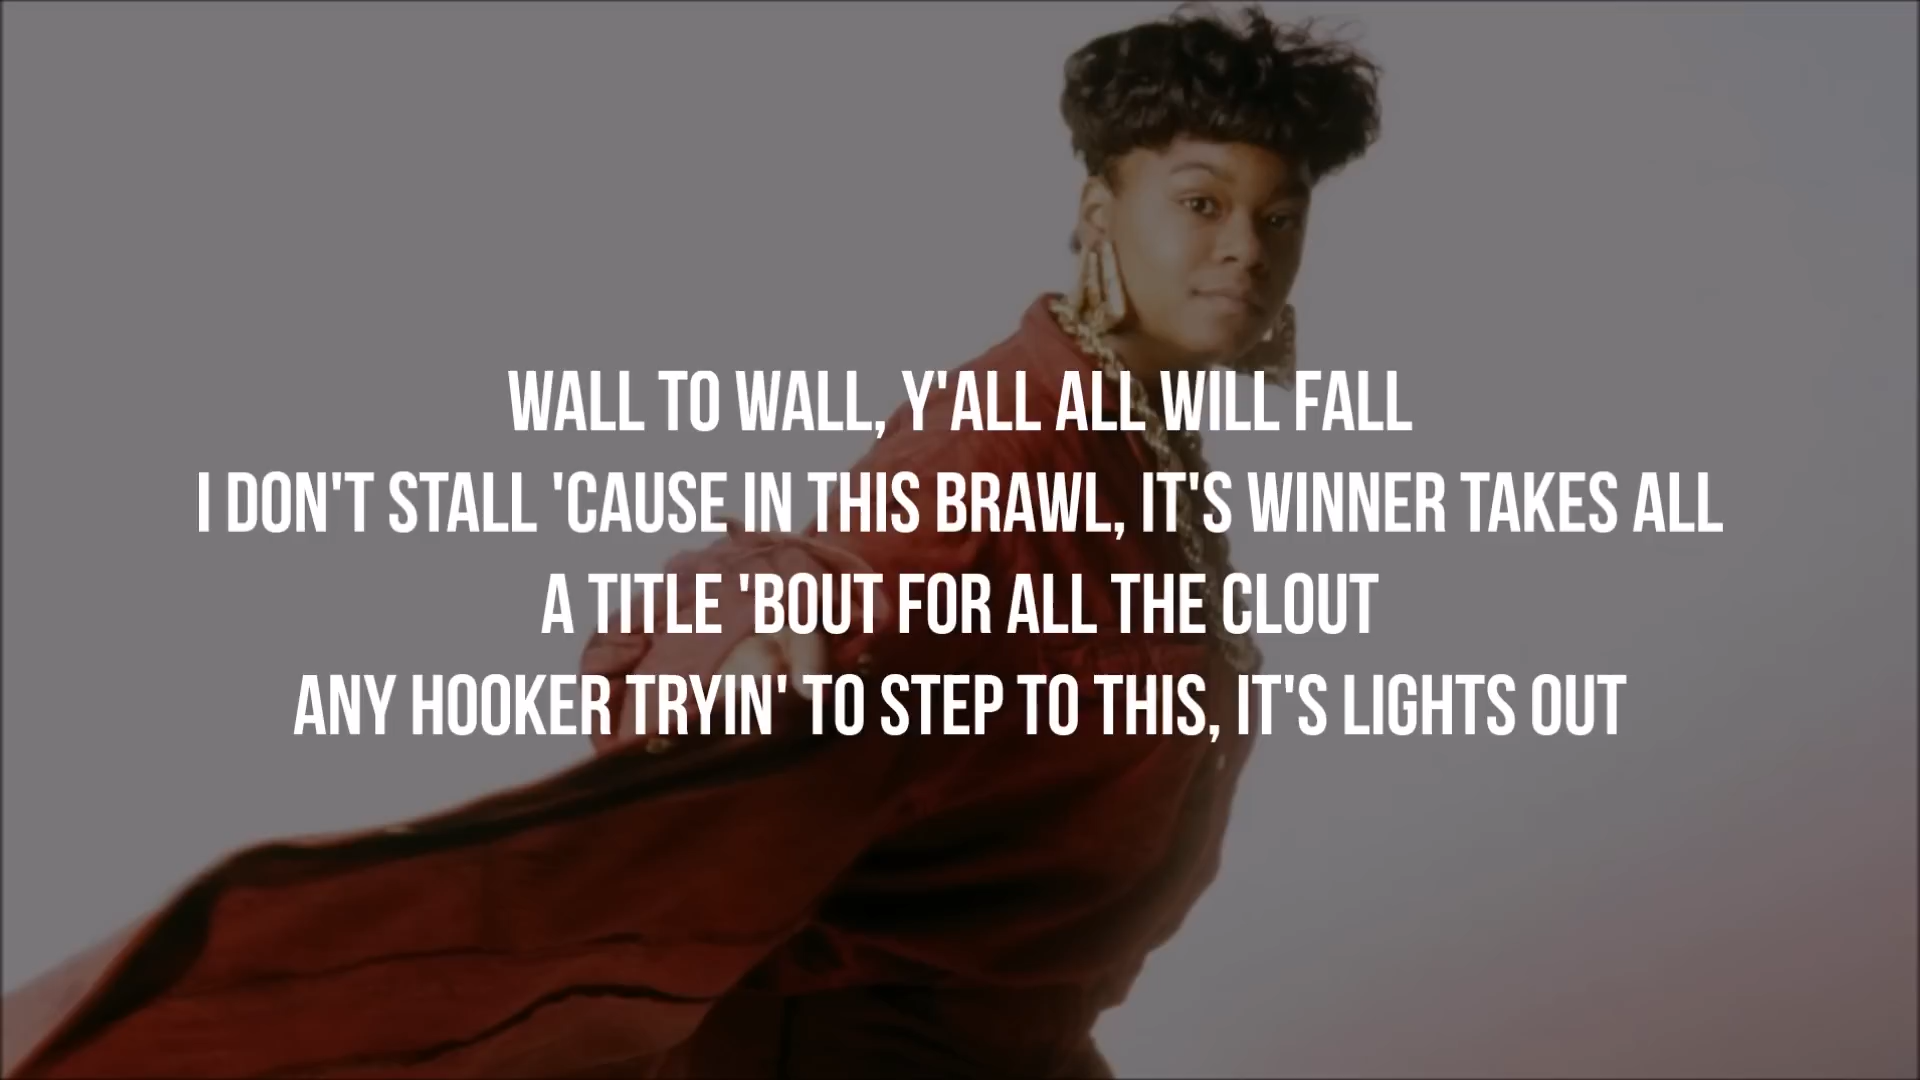 WALL TO WALL, Y'ALL ALL WILL FALL
I DON'T STALL 'CAUSE IN THIS BRAWL, IT'S WINNER TAKES ALL
A TITLE 'BOUT FOR ALL THE CLOUT
ANY HOOKER TRYIN' TO STEP TO THIS, IT'S LIGHTS OUT